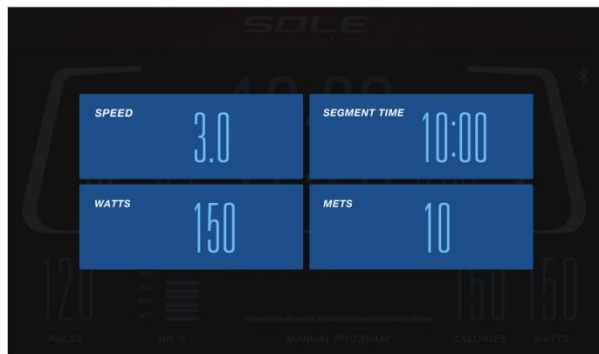 SOLE
SPEED
3.0
SEGMENT TIME
10:00
WATTS
150
METS
10
120
150 150
PULSE
HR %
MANUAL PROGRAM
CALORIES
WATTS